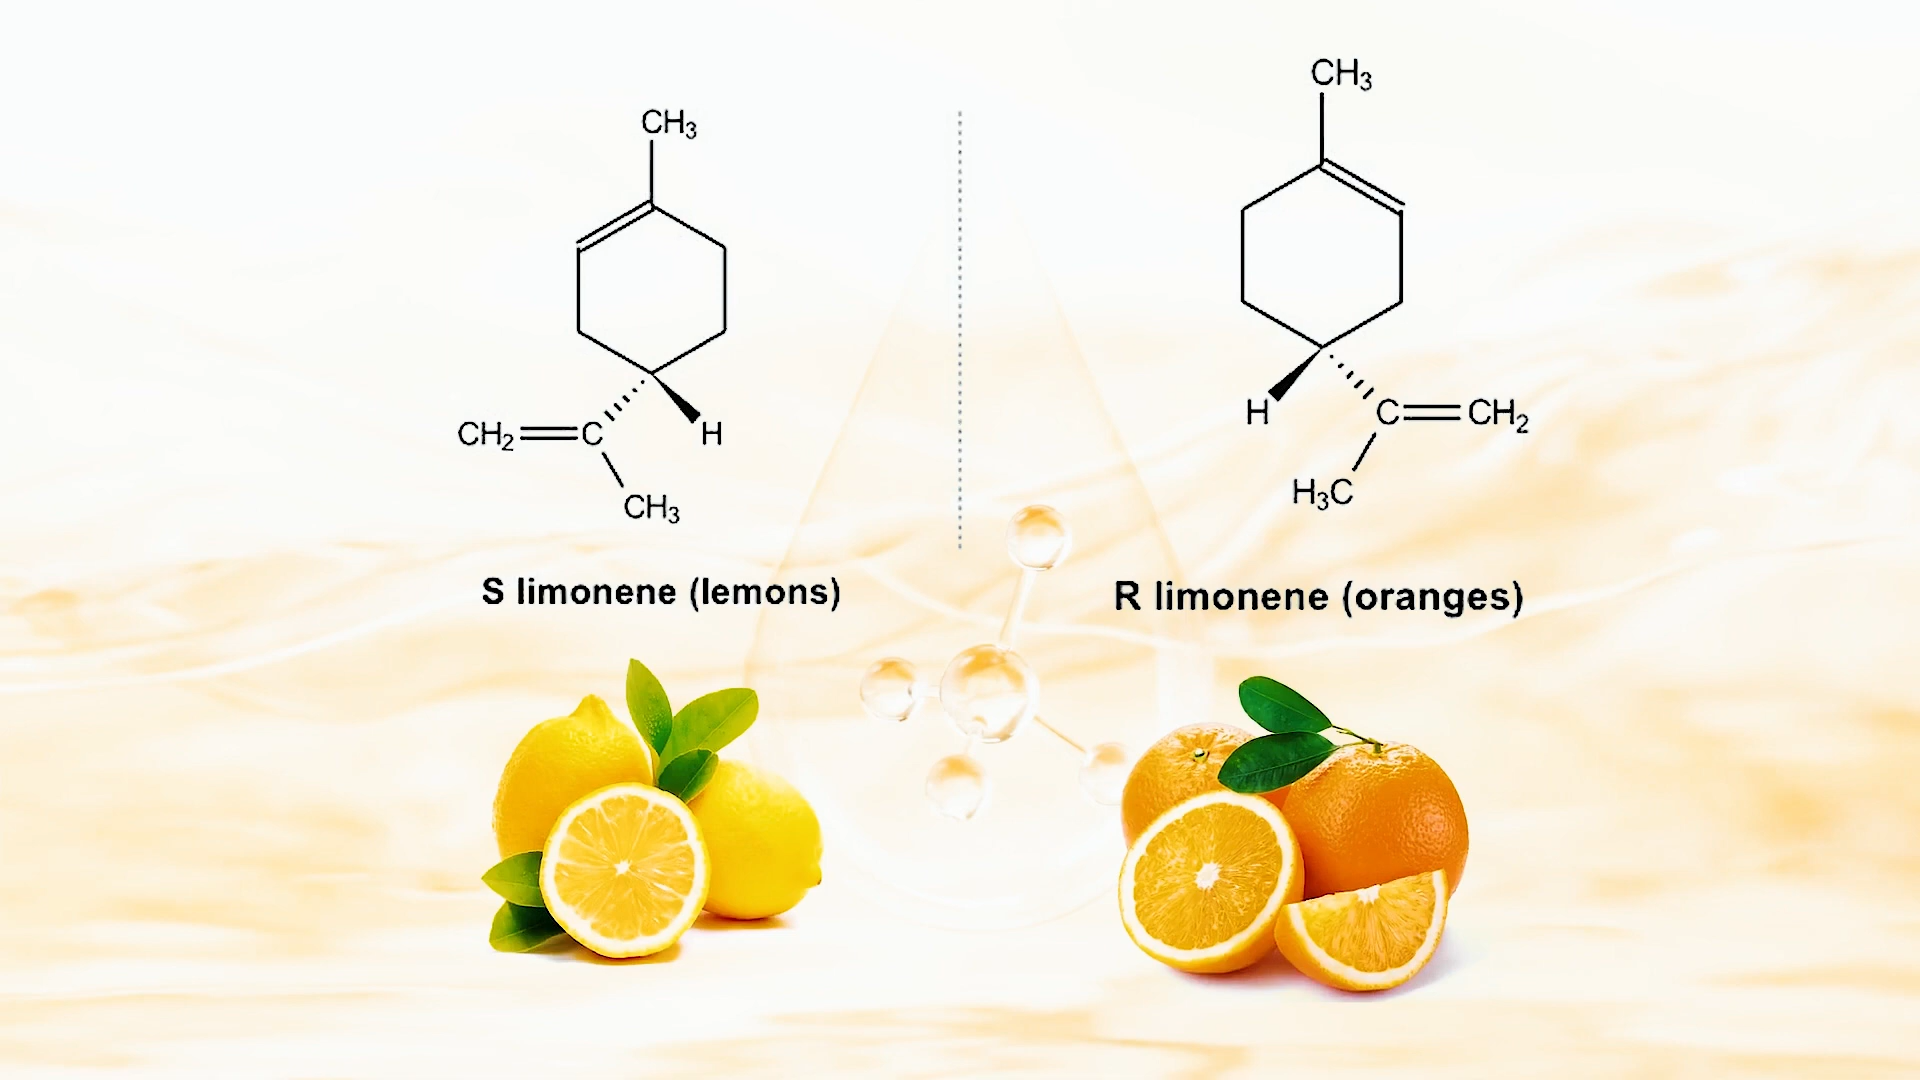 CH₃
CH₂ C H
CH₃
S limonene (lemons)
CH₃
H C CH₂
H₃C
R limonene (oranges)